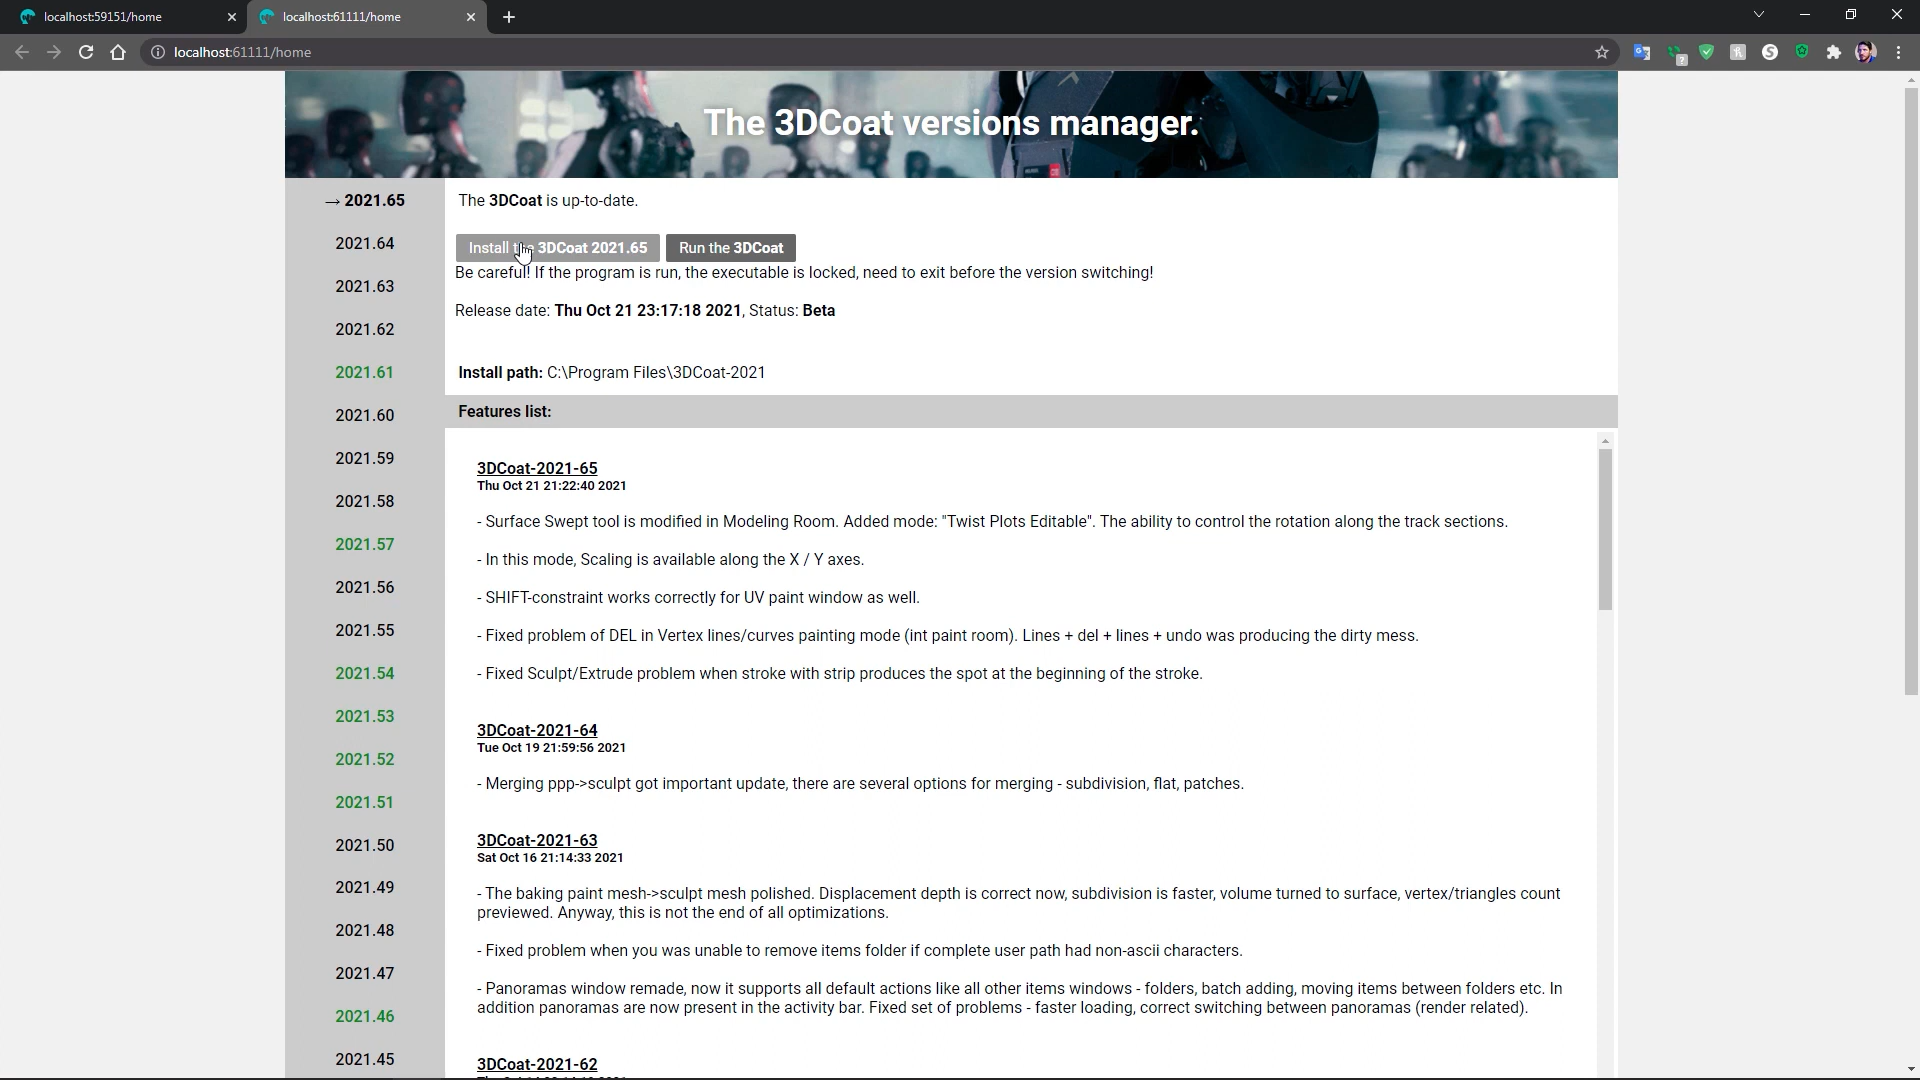 localhost:59151/home
localhost:61111/home
localhost:61111/home
The 3DCoat versions manager.
→ 2021.65
2021.64
2021.63
2021.62
2021.61
2021.60
2021.59
2021.58
2021.57
2021.56
2021.55
2021.54
2021.53
2021.52
2021.51
2021.50
2021.49
2021.48
2021.47
2021.46
2021.45
The 3DCoat is up-to-date.
Install the 3DCoat 2021.65 Run the 3DCoat
Be careful! If the program is run, the executable is locked, need to exit before the version switching!
Release date: Thu Oct 21 23:17:18 2021, Status: Beta
Install path: C:\Program Files\3DCoat-2021
Features list:
3DCoat-2021-65
Thu Oct 21 21:22:40 2021
- Surface Swept tool is modified in Modeling Room. Added mode: "Twist Plots Editable". The ability to control the rotation along the track sections.
- In this mode, Scaling is available along the X / Y axes.
- SHIFT-constraint works correctly for UV paint window as well.
- Fixed problem of DEL in Vertex lines/curves painting mode (int paint room). Lines + del + lines + undo was producing the dirty mess.
- Fixed Sculpt/Extrude problem when stroke with strip produces the spot at the beginning of the stroke.
3DCoat-2021-64
Tue Oct 19 21:59:56 2021
- Merging ppp->sculpt got important update, there are several options for merging - subdivision, flat, patches.
3DCoat-2021-63
Sat Oct 16 21:14:33 2021
- The baking paint mesh->sculpt mesh polished. Displacement depth is correct now, subdivision is faster, volume turned to surface, vertex/triangles count
previewed. Anyway, this is not the end of all optimizations.
- Fixed problem when you was unable to remove items folder if complete user path had non-ascii characters.
- Panoramas window remade, now it supports all default actions like all other items windows - folders, batch adding, moving items between folders etc. In
addition panoramas are now present in the activity bar. Fixed set of problems - faster loading, correct switching between panoramas (render related).
3DCoat-2021-62